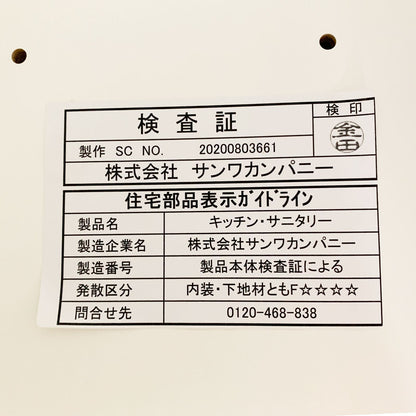 検査証
検印
金田
製作 SC NO. 20200803661
株式会社 サンワカンパニー
住宅部品表示ガイドライン
製品名 キッチン・サニタリー
製造企業名 株式会社サンワカンパニー
製造番号 製品本体検査証による
発散区分 内装・下地材ともF☆☆☆☆
問合せ先 0120-468-838